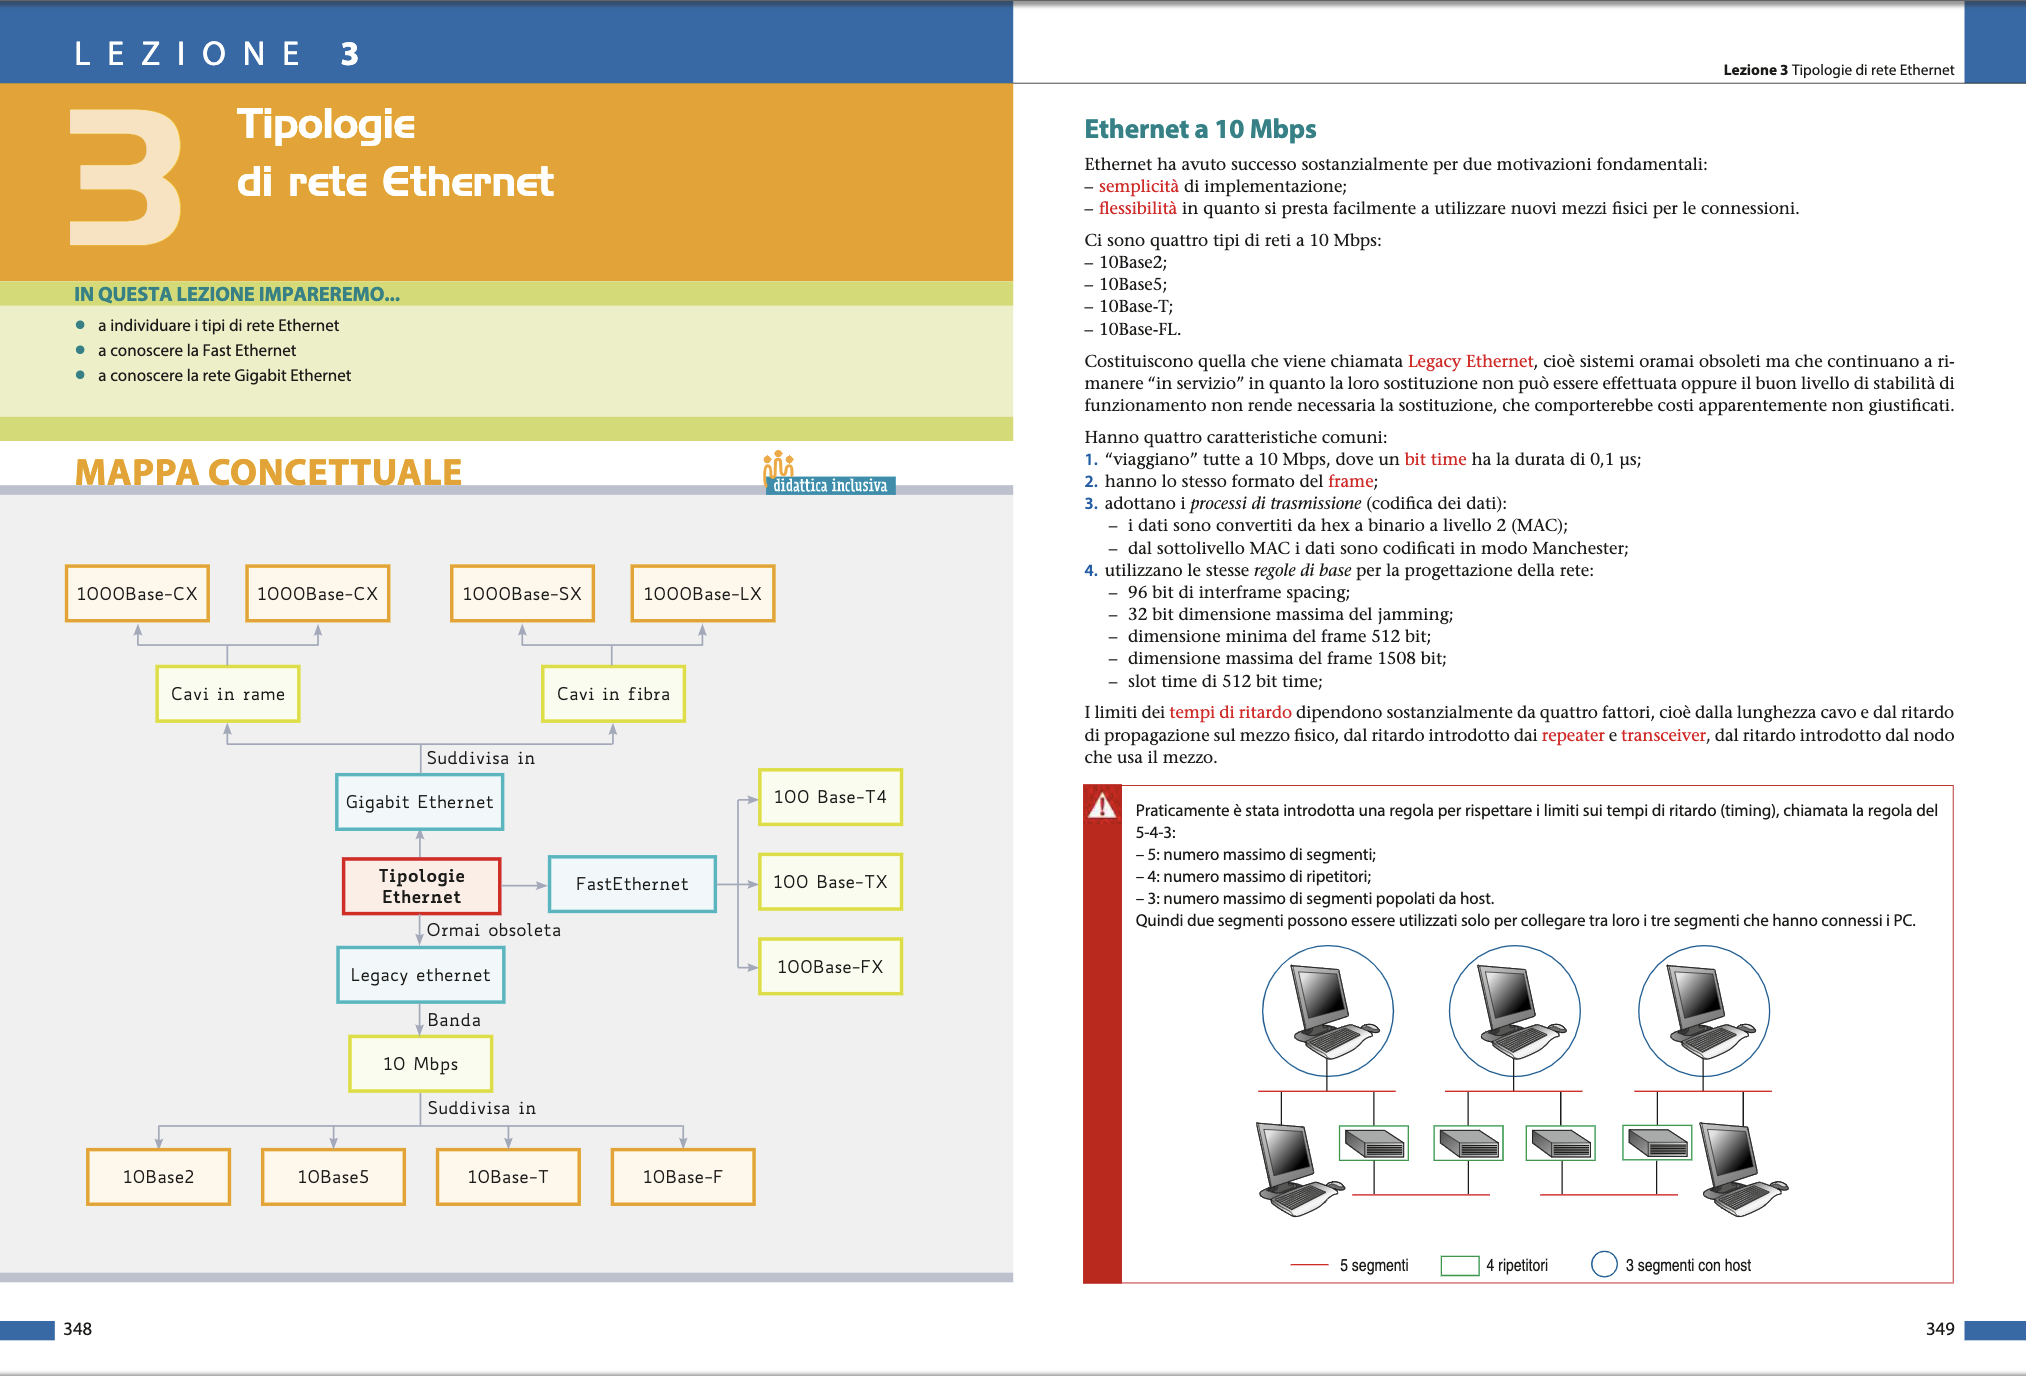 LEZIONE 3
3
Tipologie
di rete Ethernet
IN QUESTA LEZIONE IMPAREREMO...
• a individuare i tipi di rete Ethernet
• a conoscere la Fast Ethernet
• a conoscere la rete Gigabit Ethernet
MAPPA CONCETTUALE
didattica inclusiva
1000Base-CX
1000Base-CX
1000Base-SX
1000Base-LX
Cavi in rame
Cavi in fibra
Suddivisa in
Gigabit Ethernet
100 Base-T4
Tipologie
Ethernet
FastEthernet
100 Base-TX
Ormai obsoleta
Legacy ethernet
100Base-FX
Banda
10 Mbps
Suddivisa in
10Base2
10Base5
10Base-T
10Base-F
348
Lezione 3 Tipologie di rete Ethernet
Ethernet a 10 Mbps
Ethernet ha avuto successo sostanzialmente per due motivazioni fondamentali:
– semplicità di implementazione;
– flessibilità in quanto si presta facilmente a utilizzare nuovi mezzi fisici per le connessioni.
Ci sono quattro tipi di reti a 10 Mbps:
– 10Base2;
– 10Base5;
– 10Base-T;
– 10Base-FL.
Costituiscono quella che viene chiamata Legacy Ethernet, cioè sistemi oramai obsoleti ma che continuano a ri-
manere “in servizio” in quanto la loro sostituzione non può essere effettuata oppure il buon livello di stabilità di
funzionamento non rende necessaria la sostituzione, che comporterebbe costi apparentemente non giustificati.
Hanno quattro caratteristiche comuni:
1. “viaggiano” tutte a 10 Mbps, dove un bit time ha la durata di 0,1 μs;
2. hanno lo stesso formato del frame;
3. adottano i processi di trasmissione (codifica dei dati):
– i dati sono convertiti da hex a binario a livello 2 (MAC);
– dal sottolivello MAC i dati sono codificati in modo Manchester;
4. utilizzano le stesse regole di base per la progettazione della rete:
– 96 bit di interframe spacing;
– 32 bit dimensione massima del jamming;
– dimensione minima del frame 512 bit;
– dimensione massima del frame 1508 bit;
– slot time di 512 bit time;
I limiti dei tempi di ritardo dipendono sostanzialmente da quattro fattori, cioè dalla lunghezza cavo e dal ritardo
di propagazione sul mezzo fisico, dal ritardo introdotto dai repeater e transceiver, dal ritardo introdotto dal nodo
che usa il mezzo.
Praticamente è stata introdotta una regola per rispettare i limiti sui tempi di ritardo (timing), chiamata la regola del
5-4-3:
– 5: numero massimo di segmenti;
– 4: numero massimo di ripetitori;
– 3: numero massimo di segmenti popolati da host.
Quindi due segmenti possono essere utilizzati solo per collegare tra loro i tre segmenti che hanno connessi i PC.
5 segmenti
4 ripetitori
3 segmenti con host
349